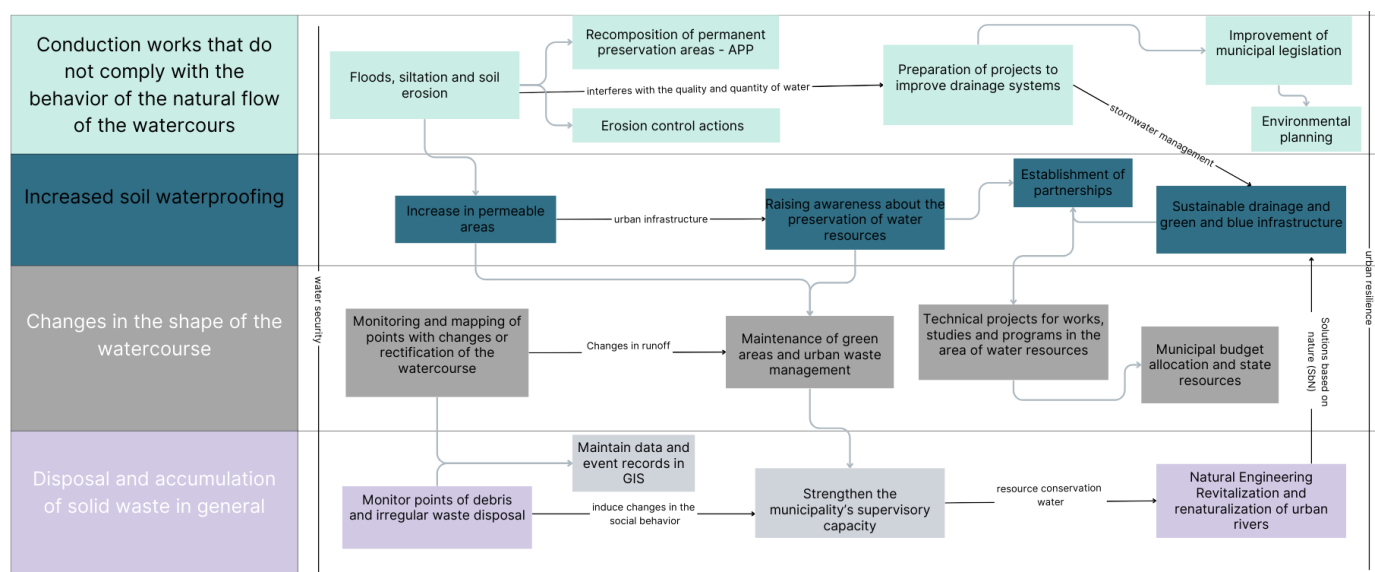 Conduction works that do
not comply with the
behavior of the natural flow
of the watercours
Floods, siltation and soil
erosion
Recomposition of permanent
preservation areas - APP
interferes with the quality and quantity of water
Erosion control actions
Preparation of projects to
improve drainage systems
Improvement of
municipal legislation
Environmental
planning
stormwater management
Increased soil waterproofing
Increase in permeable
areas
urban infrastructure
Raising awareness about the
preservation of water
resources
Establishment of
partnerships
Sustainable drainage and
green and blue infrastructure
water security
urban resilience
Changes in the shape of the
watercourse
Monitoring and mapping of
points with changes or
rectification of the
watercourse
Changes in runoff
Maintenance of green
areas and urban waste
management
Technical projects for works,
studies and programs in the
area of water resources
Municipal budget
allocation and state
resources
Solutions based on
nature (SbN)
Disposal and accumulation
of solid waste in general
Maintain data and
event records in
GIS
Monitor points of debris
and irregular waste disposal
induce changes in the
social behavior
Strengthen the
municipality's supervisory
capacity
resource conservation
water
Natural Engineering
Revitalization and
renaturalization of urban
rivers